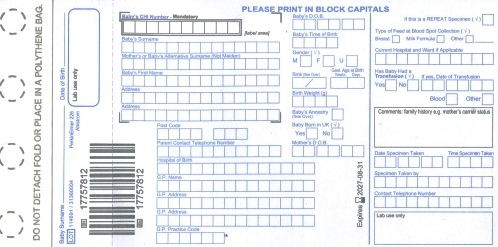 PLEASE PRINT IN BLOCK CAPITALS
DO NOT DETACH FOLD OR PLACE IN A POLYTHENE BAG.
Date of Birth
Lab use only
PerkinElmer 226
Baby Surname
LOT 114691 / 31360004
17757812
17757812
Baby's CHI Number - Mandatory
[label area]
Baby's Surname
Mother's or Baby's Alternative Surname (Not Maiden)
Baby's First Name
Address
Address
Post Code
Parent Contact Telephone Number
Hospital of Birth
G.P. Name
G.P. Address
G.P. Address
G.P. Practice Code
Baby's D.O.B.
Baby's Time of Birth
Gender (√)
M F U
Rank (See Over)
Gest. Age at Birth
Weeks Days
Birth Weight (g)
Baby's Ancestry
(See Over)
Baby Born in UK (√)
Yes No
Mother's D.O.B.
Expires 2027-08-31
If this is a REPEAT Specimen (√)
Type of Feed at Blood Spot Collection (√)
Breast Milk Formula Other
Current Hospital and Ward if Applicable
Has Baby Had a
Transfusion (√) If yes, Date of Transfusion
Yes No
Blood Other
Comments: family history e.g. mother's carrier status
Date Specimen Taken Time Specimen Taken
Specimen Taken by
Contact Telephone Number
Lab use only